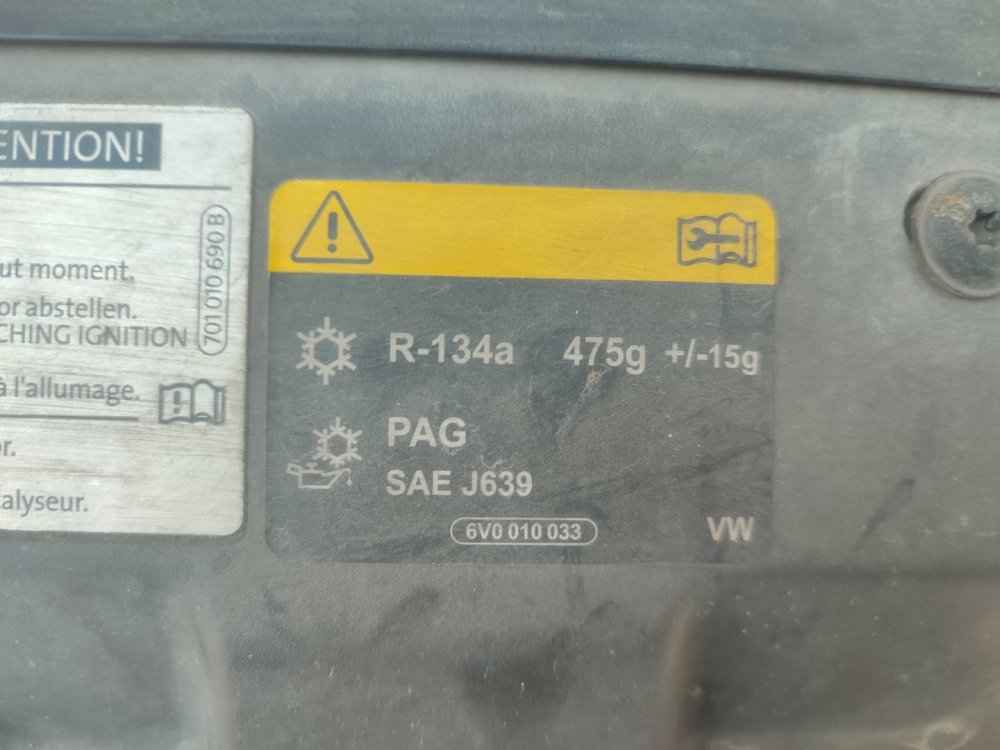 ENTION!
ut moment.
or abstellen.
CHING IGNITION
à l'allumage.
r.
alyseur.
701 010 690 B
R-134a 475g +/-15g
PAG
SAE J639
6V0 010 033
VW